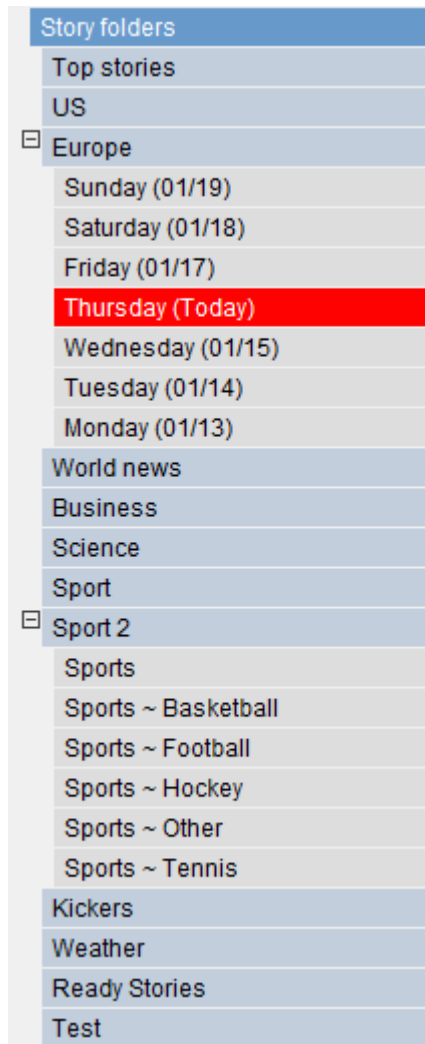 Story folders
Top stories
US
Europe
Sunday (01/19)
Saturday (01/18)
Friday (01/17)
Thursday (Today)
Wednesday (01/15)
Tuesday (01/14)
Monday (01/13)
World news
Business
Science
Sport
Sport 2
Sports
Sports ~ Basketball
Sports ~ Football
Sports ~ Hockey
Sports ~ Other
Sports ~ Tennis
Kickers
Weather
Ready Stories
Test